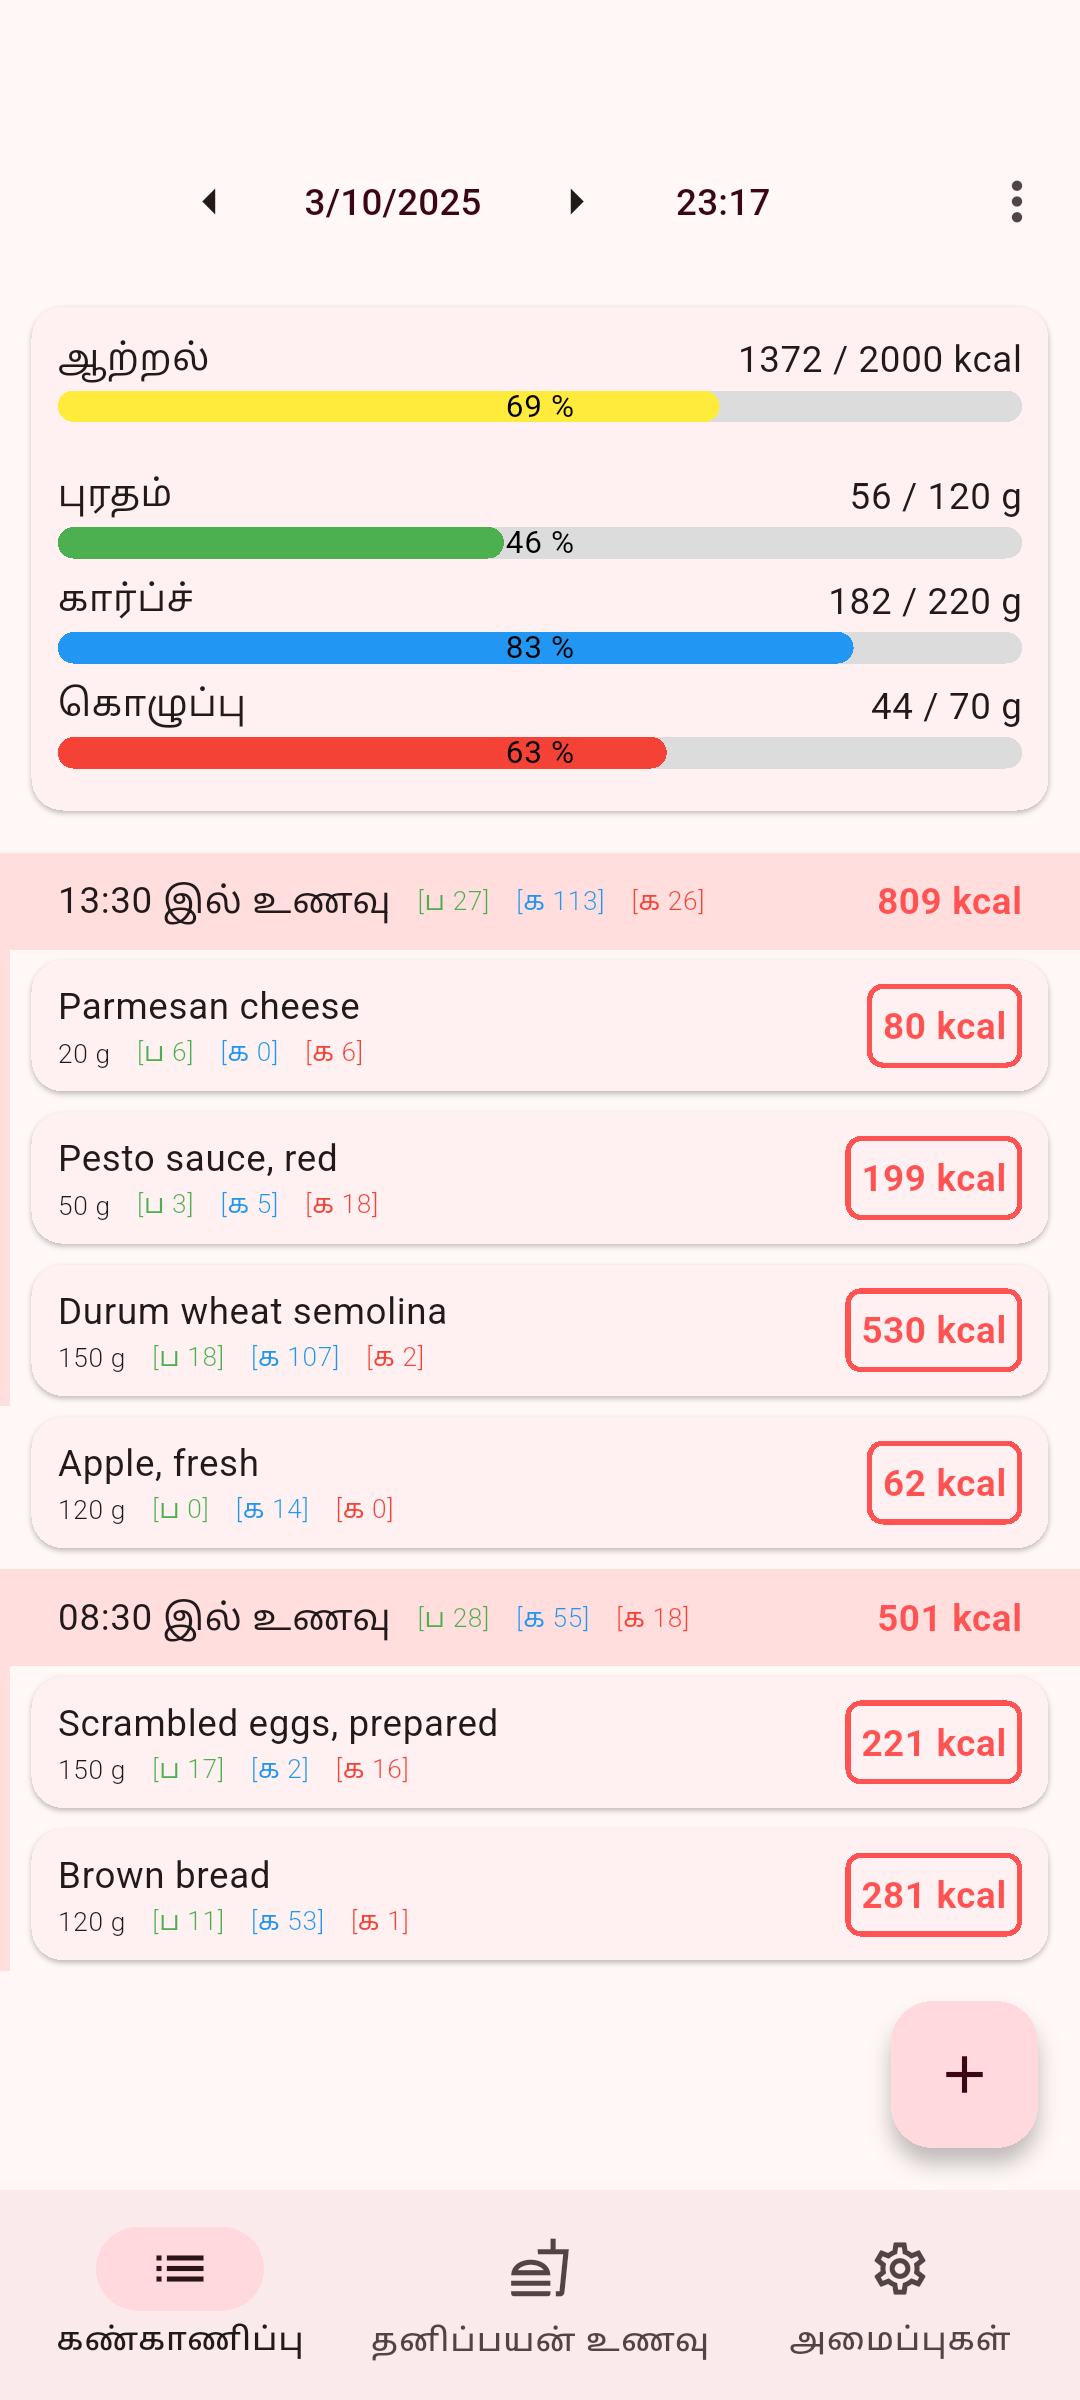 3/10/2025 23:17
ஆற்றல் 1372 / 2000 kcal
69 %
புரதம் 56 / 120 g
46 %
கார்ப்ச் 182 / 220 g
83 %
கொழுப்பு 44 / 70 g
63 %
13:30 இல் உணவு [ப 27] [க 113] [க 26] 809 kcal
Parmesan cheese
20 g [ப 6] [க 0] [க 6] 80 kcal
Pesto sauce, red
50 g [ப 3] [க 5] [க 18] 199 kcal
Durum wheat semolina
150 g [ப 18] [க 107] [க 2] 530 kcal
Apple, fresh
120 g [ப 0] [க 14] [க 0] 62 kcal
08:30 இல் உணவு [ப 28] [க 55] [க 18] 501 kcal
Scrambled eggs, prepared
150 g [ப 17] [க 2] [க 16] 221 kcal
Brown bread
120 g [ப 11] [க 53] [க 1] 281 kcal
கண்காணிப்பு தனிப்பயன் உணவு அமைப்புகள்